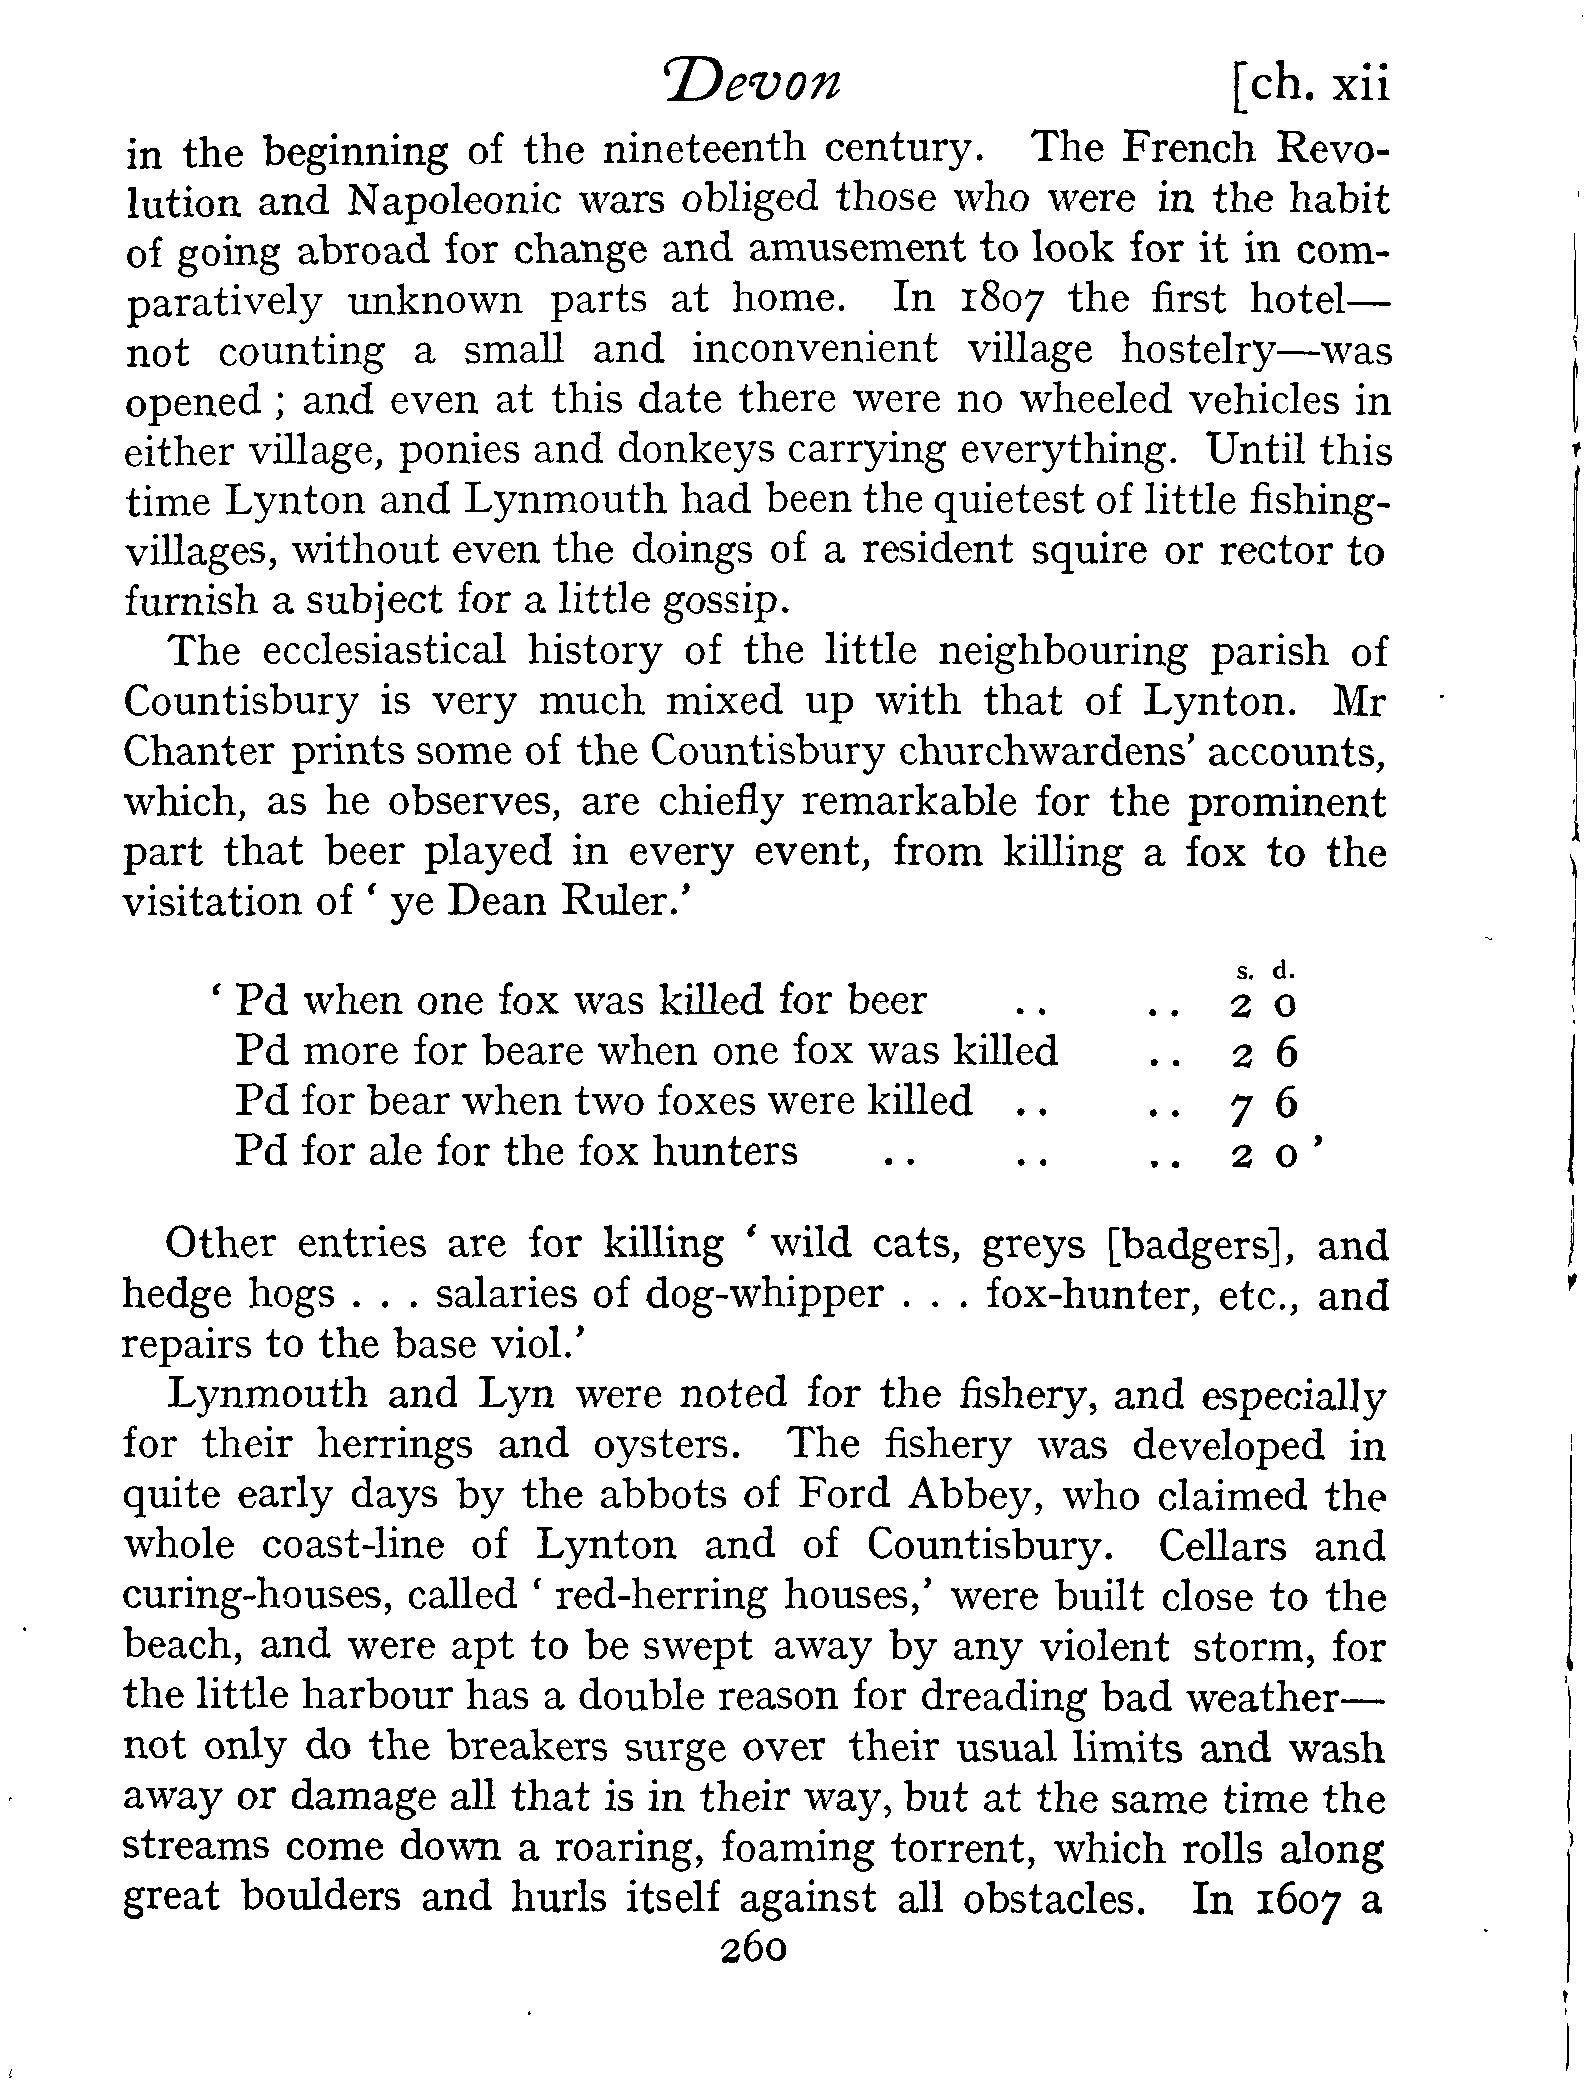 Devon [ch. xii
in the beginning of the nineteenth century. The French Revo-
lution and Napoleonic wars obliged those who were in the habit
of going abroad for change and amusement to look for it in com-
paratively unknown parts at home. In 1807 the first hotel—
not counting a small and inconvenient village hostelry—was
opened ; and even at this date there were no wheeled vehicles in
either village, ponies and donkeys carrying everything. Until this
time Lynton and Lynmouth had been the quietest of little fishing-
villages, without even the doings of a resident squire or rector to
furnish a subject for a little gossip.
The ecclesiastical history of the little neighbouring parish of
Countisbury is very much mixed up with that of Lynton. Mr
Chanter prints some of the Countisbury churchwardens’ accounts,
which, as he observes, are chiefly remarkable for the prominent
part that beer played in every event, from killing a fox to the
visitation of ‘ ye Dean Ruler.’
s. d.
‘ Pd when one fox was killed for beer .. .. 2 0
Pd more for beare when one fox was killed .. 2 6
Pd for bear when two foxes were killed .. .. 7 6
Pd for ale for the fox hunters .. .. .. 2 0 ’
Other entries are for killing ‘ wild cats, greys [badgers], and
hedge hogs . . . salaries of dog-whipper . . . fox-hunter, etc., and
repairs to the base viol.’
Lynmouth and Lyn were noted for the fishery, and especially
for their herrings and oysters. The fishery was developed in
quite early days by the abbots of Ford Abbey, who claimed the
whole coast-line of Lynton and of Countisbury. Cellars and
curing-houses, called ‘ red-herring houses,’ were built close to the
beach, and were apt to be swept away by any violent storm, for
the little harbour has a double reason for dreading bad weather—
not only do the breakers surge over their usual limits and wash
away or damage all that is in their way, but at the same time the
streams come down a roaring, foaming torrent, which rolls along
great boulders and hurls itself against all obstacles. In 1607 a
260